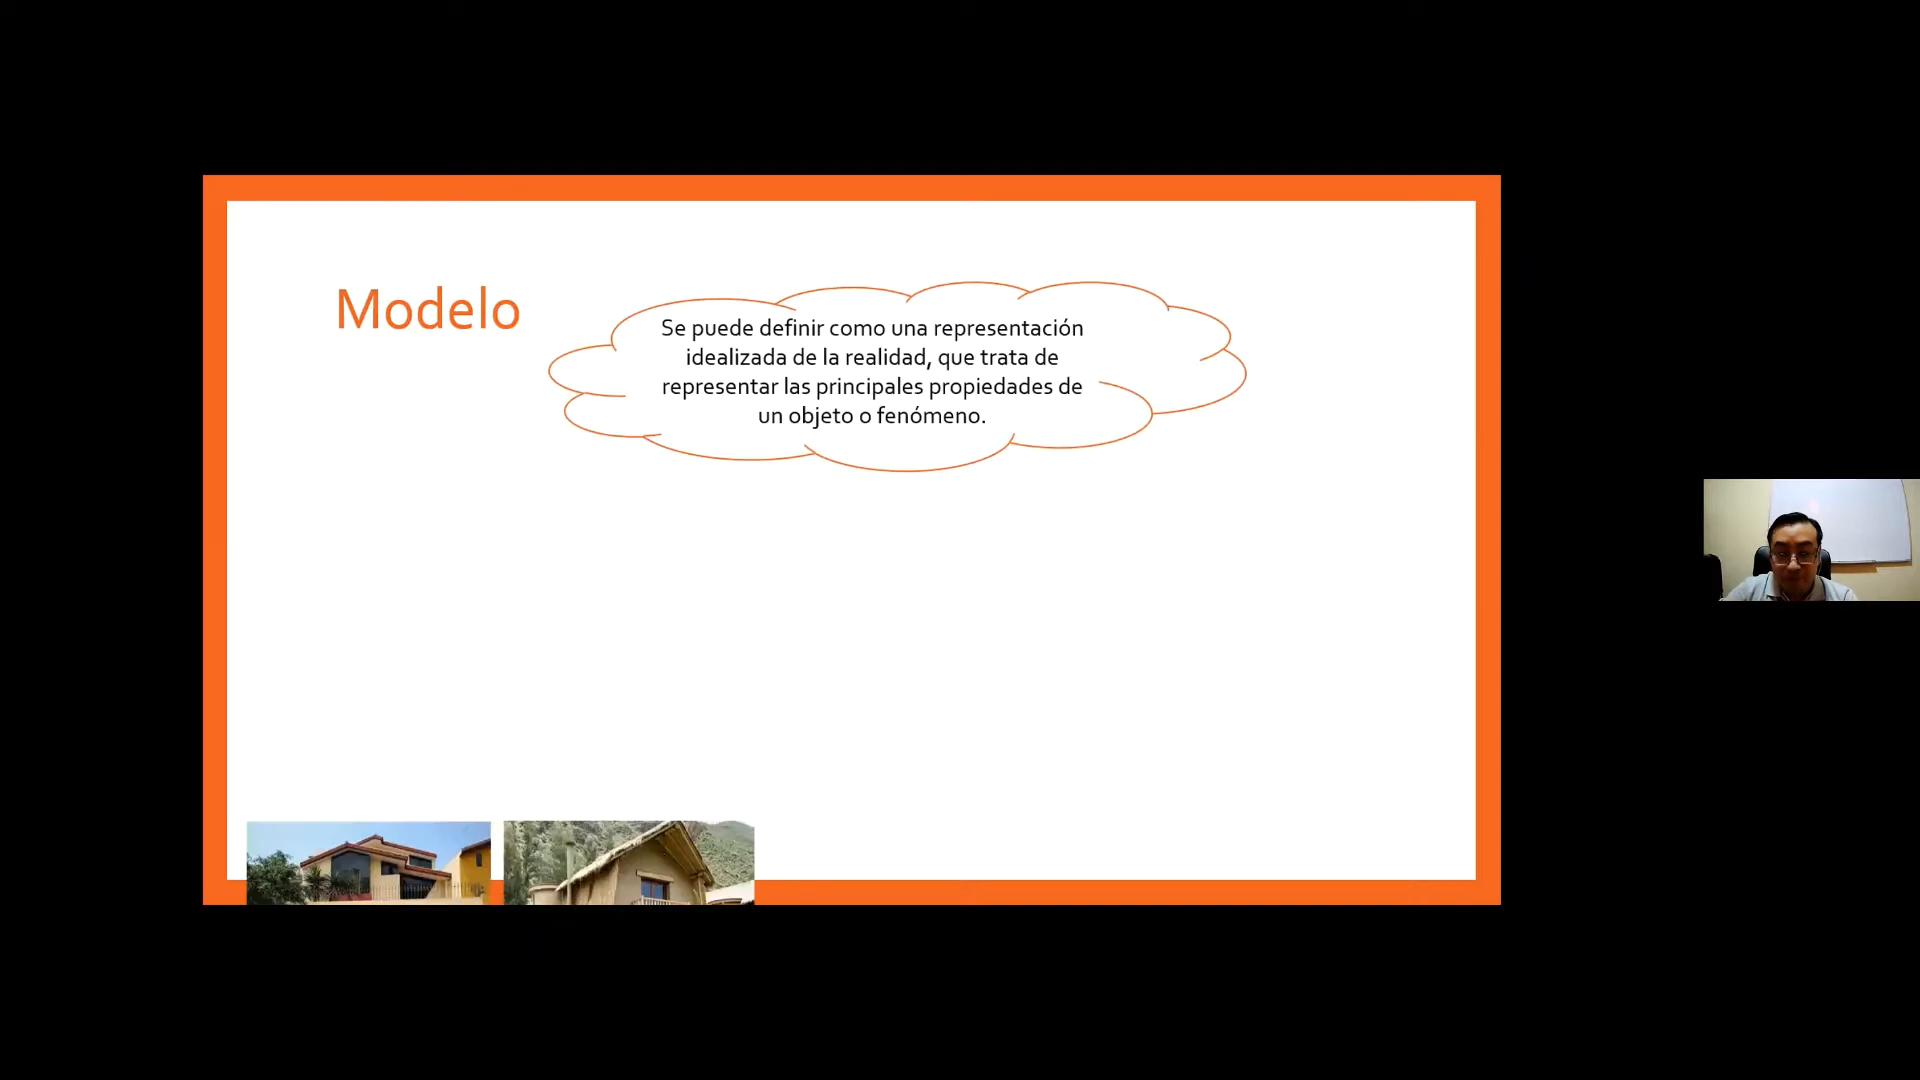 Modelo
Se puede definir como una representación
idealizada de la realidad, que trata de
representar las principales propiedades de
un objeto o fenómeno.